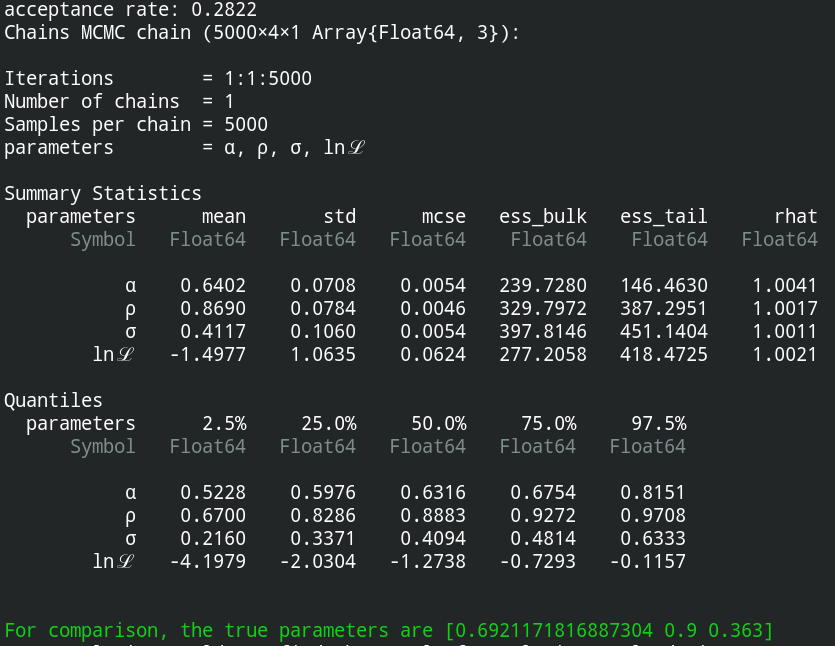 acceptance rate: 0.2822
Chains MCMC chain (5000×4×1 Array{Float64, 3}):
Iterations = 1:1:5000
Number of chains = 1
Samples per chain = 5000
parameters = α, ρ, σ, lnℒ
Summary Statistics
parameters mean std mcse ess_bulk ess_tail rhat
Symbol Float64 Float64 Float64 Float64 Float64 Float64
α 0.6402 0.0708 0.0054 239.7280 146.4630 1.0041
ρ 0.8690 0.0784 0.0046 329.7972 387.2951 1.0017
σ 0.4117 0.1060 0.0054 397.8146 451.1404 1.0011
lnℒ -1.4977 1.0635 0.0624 277.2058 418.4725 1.0021
Quantiles
parameters 2.5% 25.0% 50.0% 75.0% 97.5%
Symbol Float64 Float64 Float64 Float64 Float64
α 0.5228 0.5976 0.6316 0.6754 0.8151
ρ 0.6700 0.8286 0.8883 0.9272 0.9708
σ 0.2160 0.3371 0.4094 0.4814 0.6333
lnℒ -4.1979 -2.0304 -1.2738 -0.7293 -0.1157
For comparison, the true parameters are [0.6921171816887304 0.9 0.363]